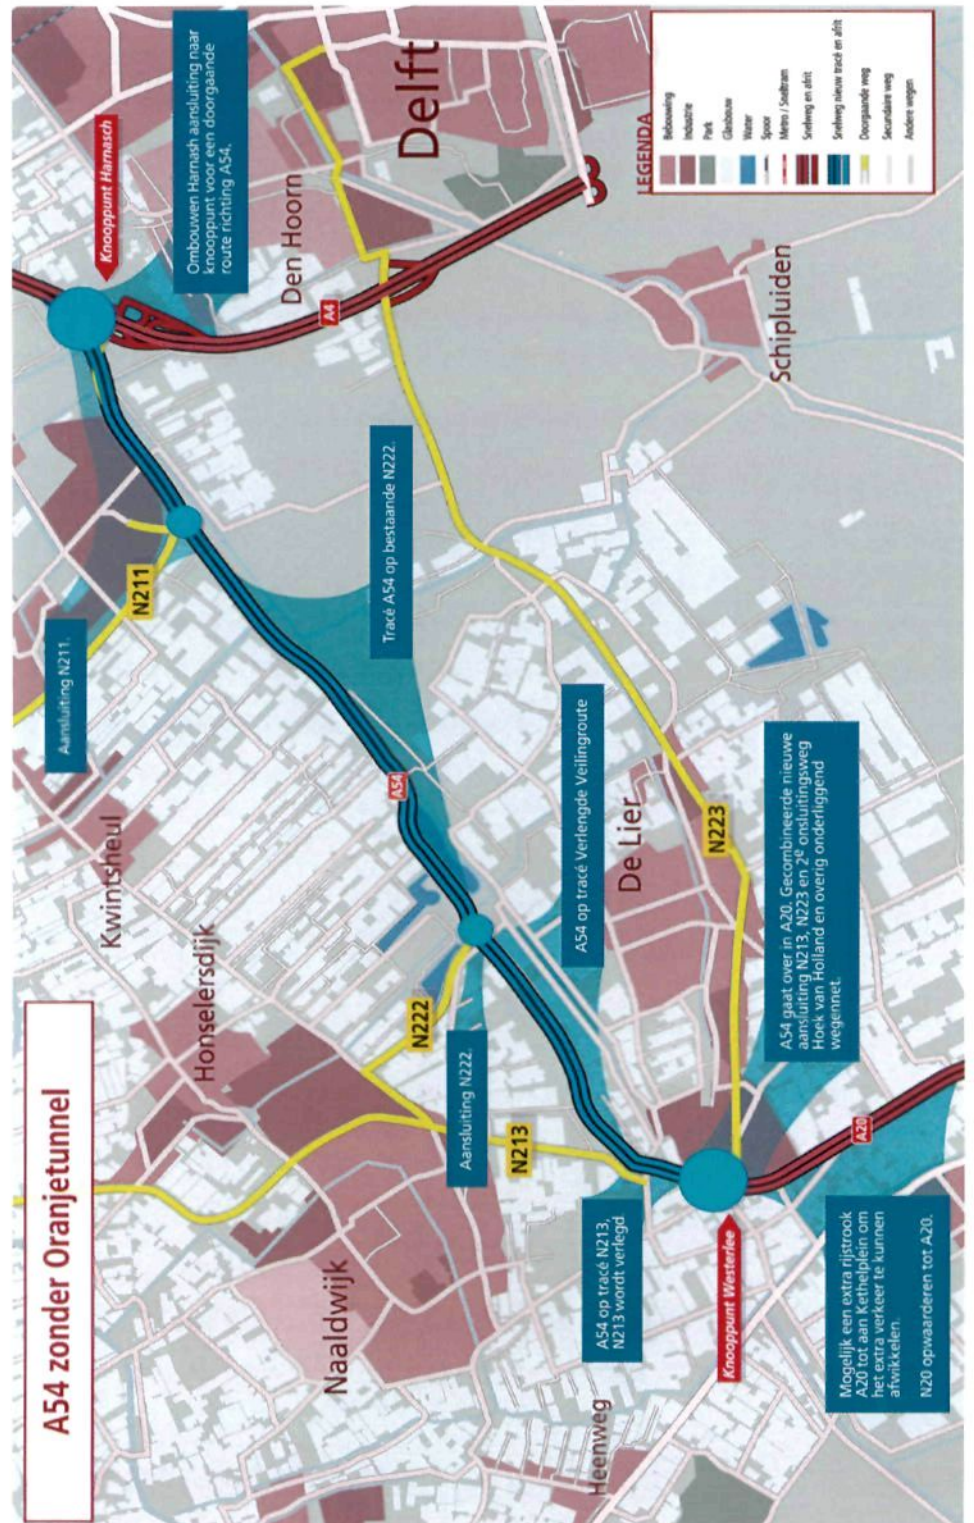 A54 zonder Oranjetunnel
Kwintsheul
Honselersdijk
Naaldwijk
Heenweg
De Lier
Schipluiden
Den Hoorn
Delft
Aansluiting N211.
N211
Knooppunt Harnasch
Ombouwen Harnash aansluiting naar
knooppunt voor een doorgaande
route richting A54.
A4
Tracé A54 op bestaande N222.
A54
N222
Aansluiting N222.
N213
A54 op tracé Verlengde Veilingroute
N223
A54 op tracé N213,
N213 wordt verlegd.
Knooppunt Westerlee
A54 gaat over in A20. Gecombineerde nieuwe
aansluiting N213, N223 en 2e onsluitingsweg
Hoek van Holland en overig onderliggend
wegennet.
A20
Mogelijk een extra rijstrook
A20 tot aan Kethelplein om
het extra verkeer te kunnen
afwikkelen.
N20 opwaarderen tot A20.
LEGENDA
Bebouwing
Industrie
Park
Glasbouw
Water
Spoor
Metro / Sneltram
Snelweg en afrit
Snelweg nieuw tracé en afrit
Doorgaande weg
Secundaire weg
Andere wegen